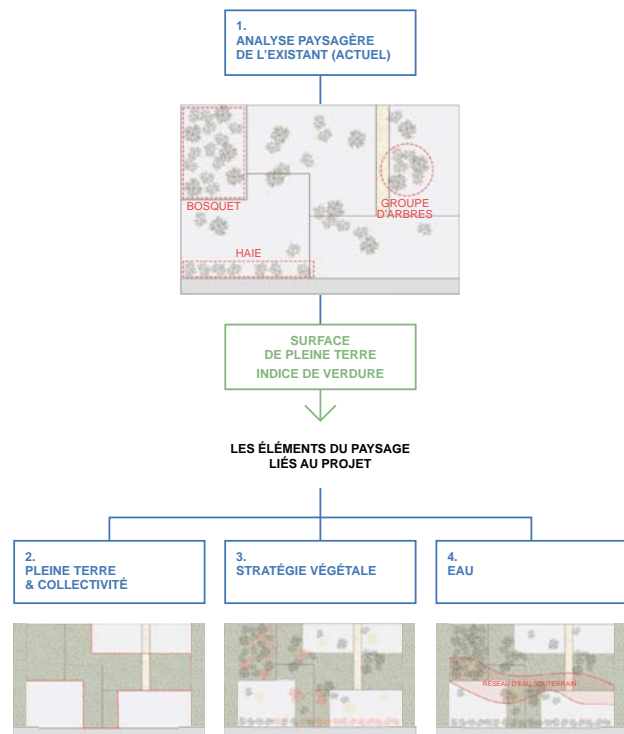 1.
ANALYSE PAYSAGÈRE
DE L'EXISTANT (ACTUEL)
BOSQUET
GROUPE
D'ARBRES
HAIE
SURFACE
DE PLEINE TERRE
INDICE DE VERDURE
LES ÉLÉMENTS DU PAYSAGE
LIÉS AU PROJET
2.
PLEINE TERRE
& COLLECTIVITÉ
3.
STRATÉGIE VÉGÉTALE
4.
EAU
RÉSEAU D'EAU SOUTERRAIN